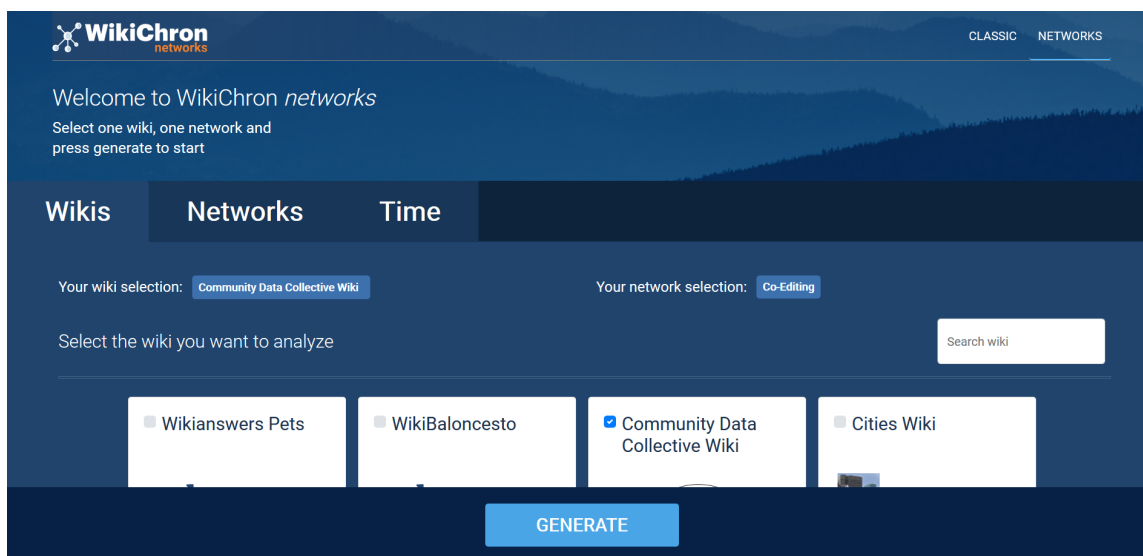 WikiChron
networks
CLASSIC NETWORKS
Welcome to WikiChron networks
Select one wiki, one network and
press generate to start
Wikis Networks Time
Your wiki selection: Community Data Collective Wiki Your network selection: Co-Editing
Select the wiki you want to analyze Search wiki
Wikianswers Pets
WikiBaloncesto
Community Data
Collective Wiki
Cities Wiki
GENERATE